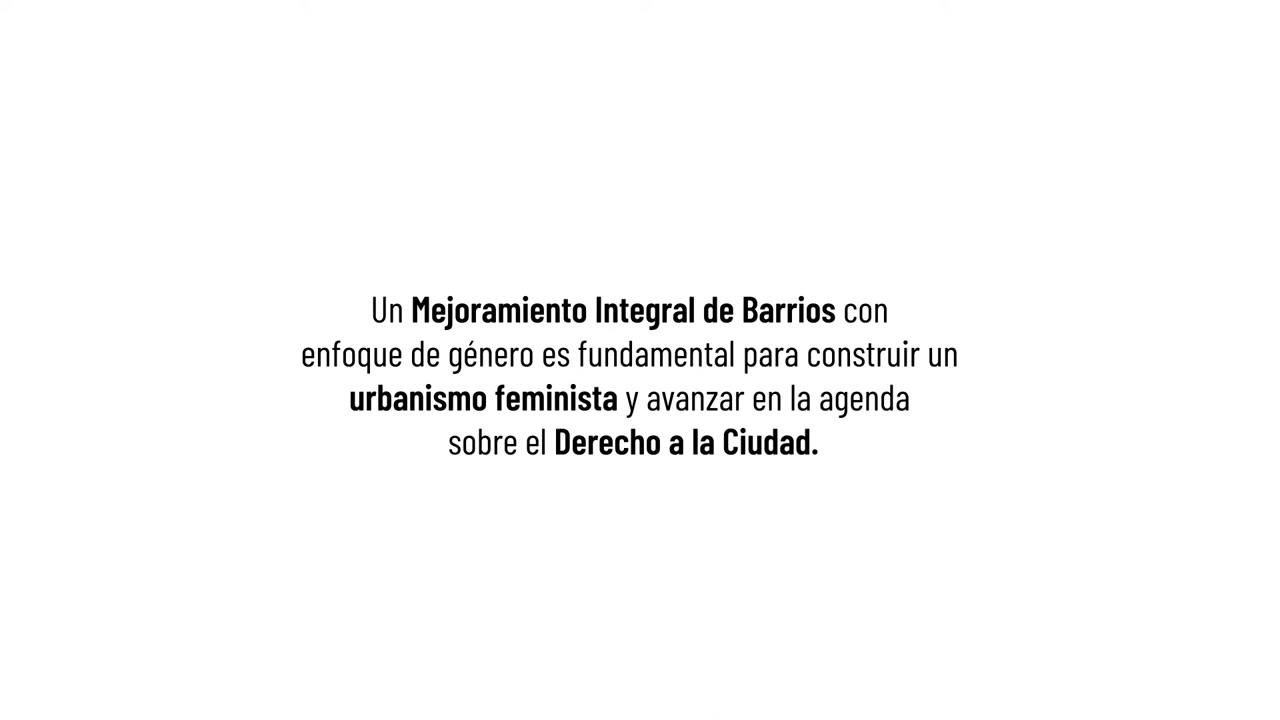 Un Mejoramiento Integral de Barrios con
enfoque de género es fundamental para construir un
urbanismo feminista y avanzar en la agenda
sobre el Derecho a la Ciudad.